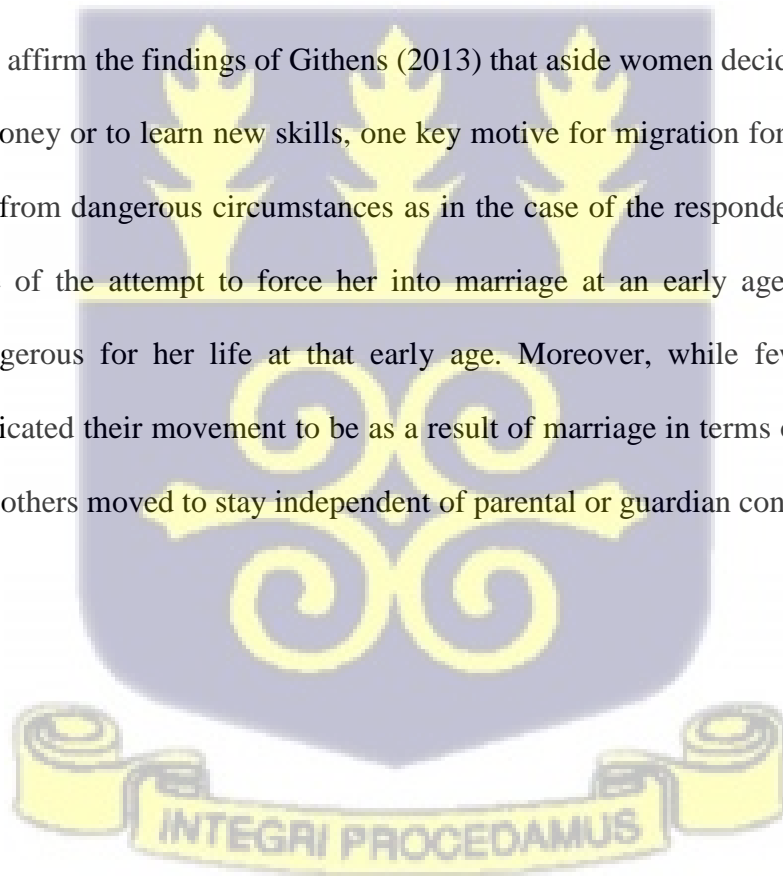 affirm the findings of Githens (2013) that aside women decid
oney or to learn new skills, one key motive for migration for
from dangerous circumstances as in the case of the responde
of the attempt to force her into marriage at an early age
gerous for her life at that early age. Moreover, while few
icated their movement to be as a result of marriage in terms
others moved to stay independent of parental or guardian con
INTEGRI PROCEDAMUS